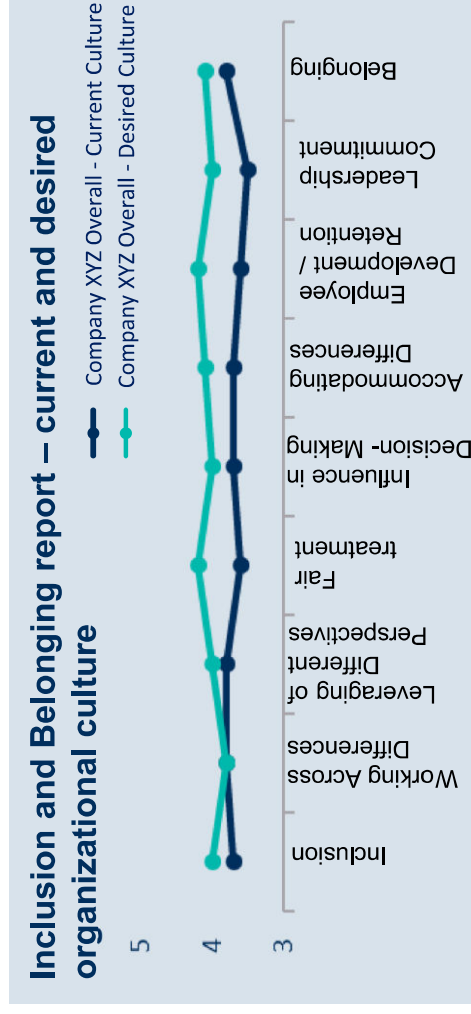 Inclusion and Belonging report – current and desired
organizational culture
Company XYZ Overall - Current Culture
Company XYZ Overall - Desired Culture
5
4
3
Inclusion
Working Across
Differences
Leveraging of
Different
Perspectives
Fair
treatment
Influence in
Decision- Making
Accommodating
Differences
Employee
Development /
Retention
Leadership
Commitment
Belonging